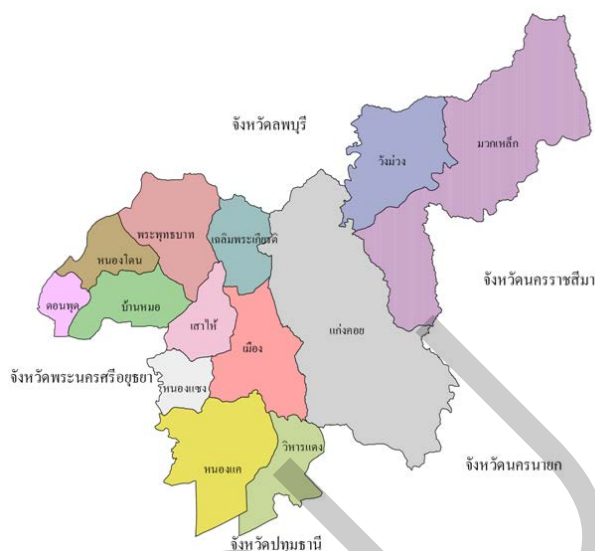 จังหวัดลพบุรี
วังม่วง
มวกเหล็ก
พระพุทธบาท
เฉลิมพระเกียรติ
หนองโดน
จังหวัดนครราชสีมา
ดอนพุด
บ้านหมอ
เสาไห้
แก่งคอย
เมือง
จังหวัดพระนครศรีอยุธยา
หนองแซง
วิหารแดง
หนองแค
จังหวัดนครนายก
จังหวัดปทุมธานี